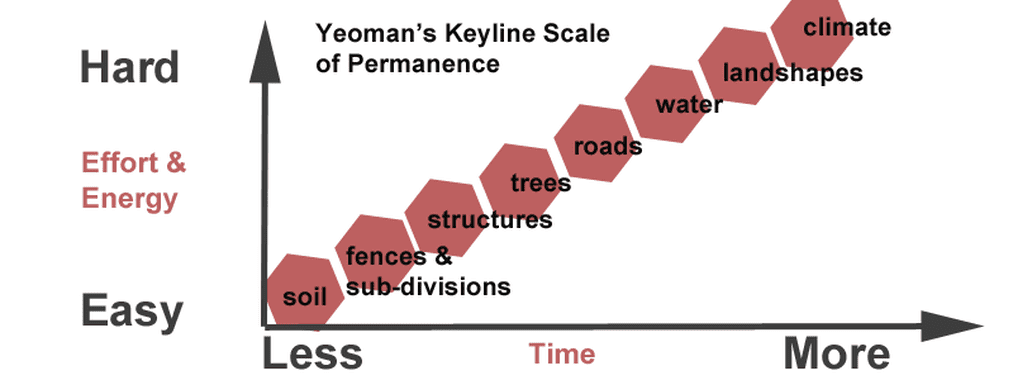 Yeoman's Keyline Scale
of Permanence
Hard
Effort &
Energy
Easy
climate
landshapes
water
roads
trees
structures
fences &
sub-divisions
soil
Less
Time
More